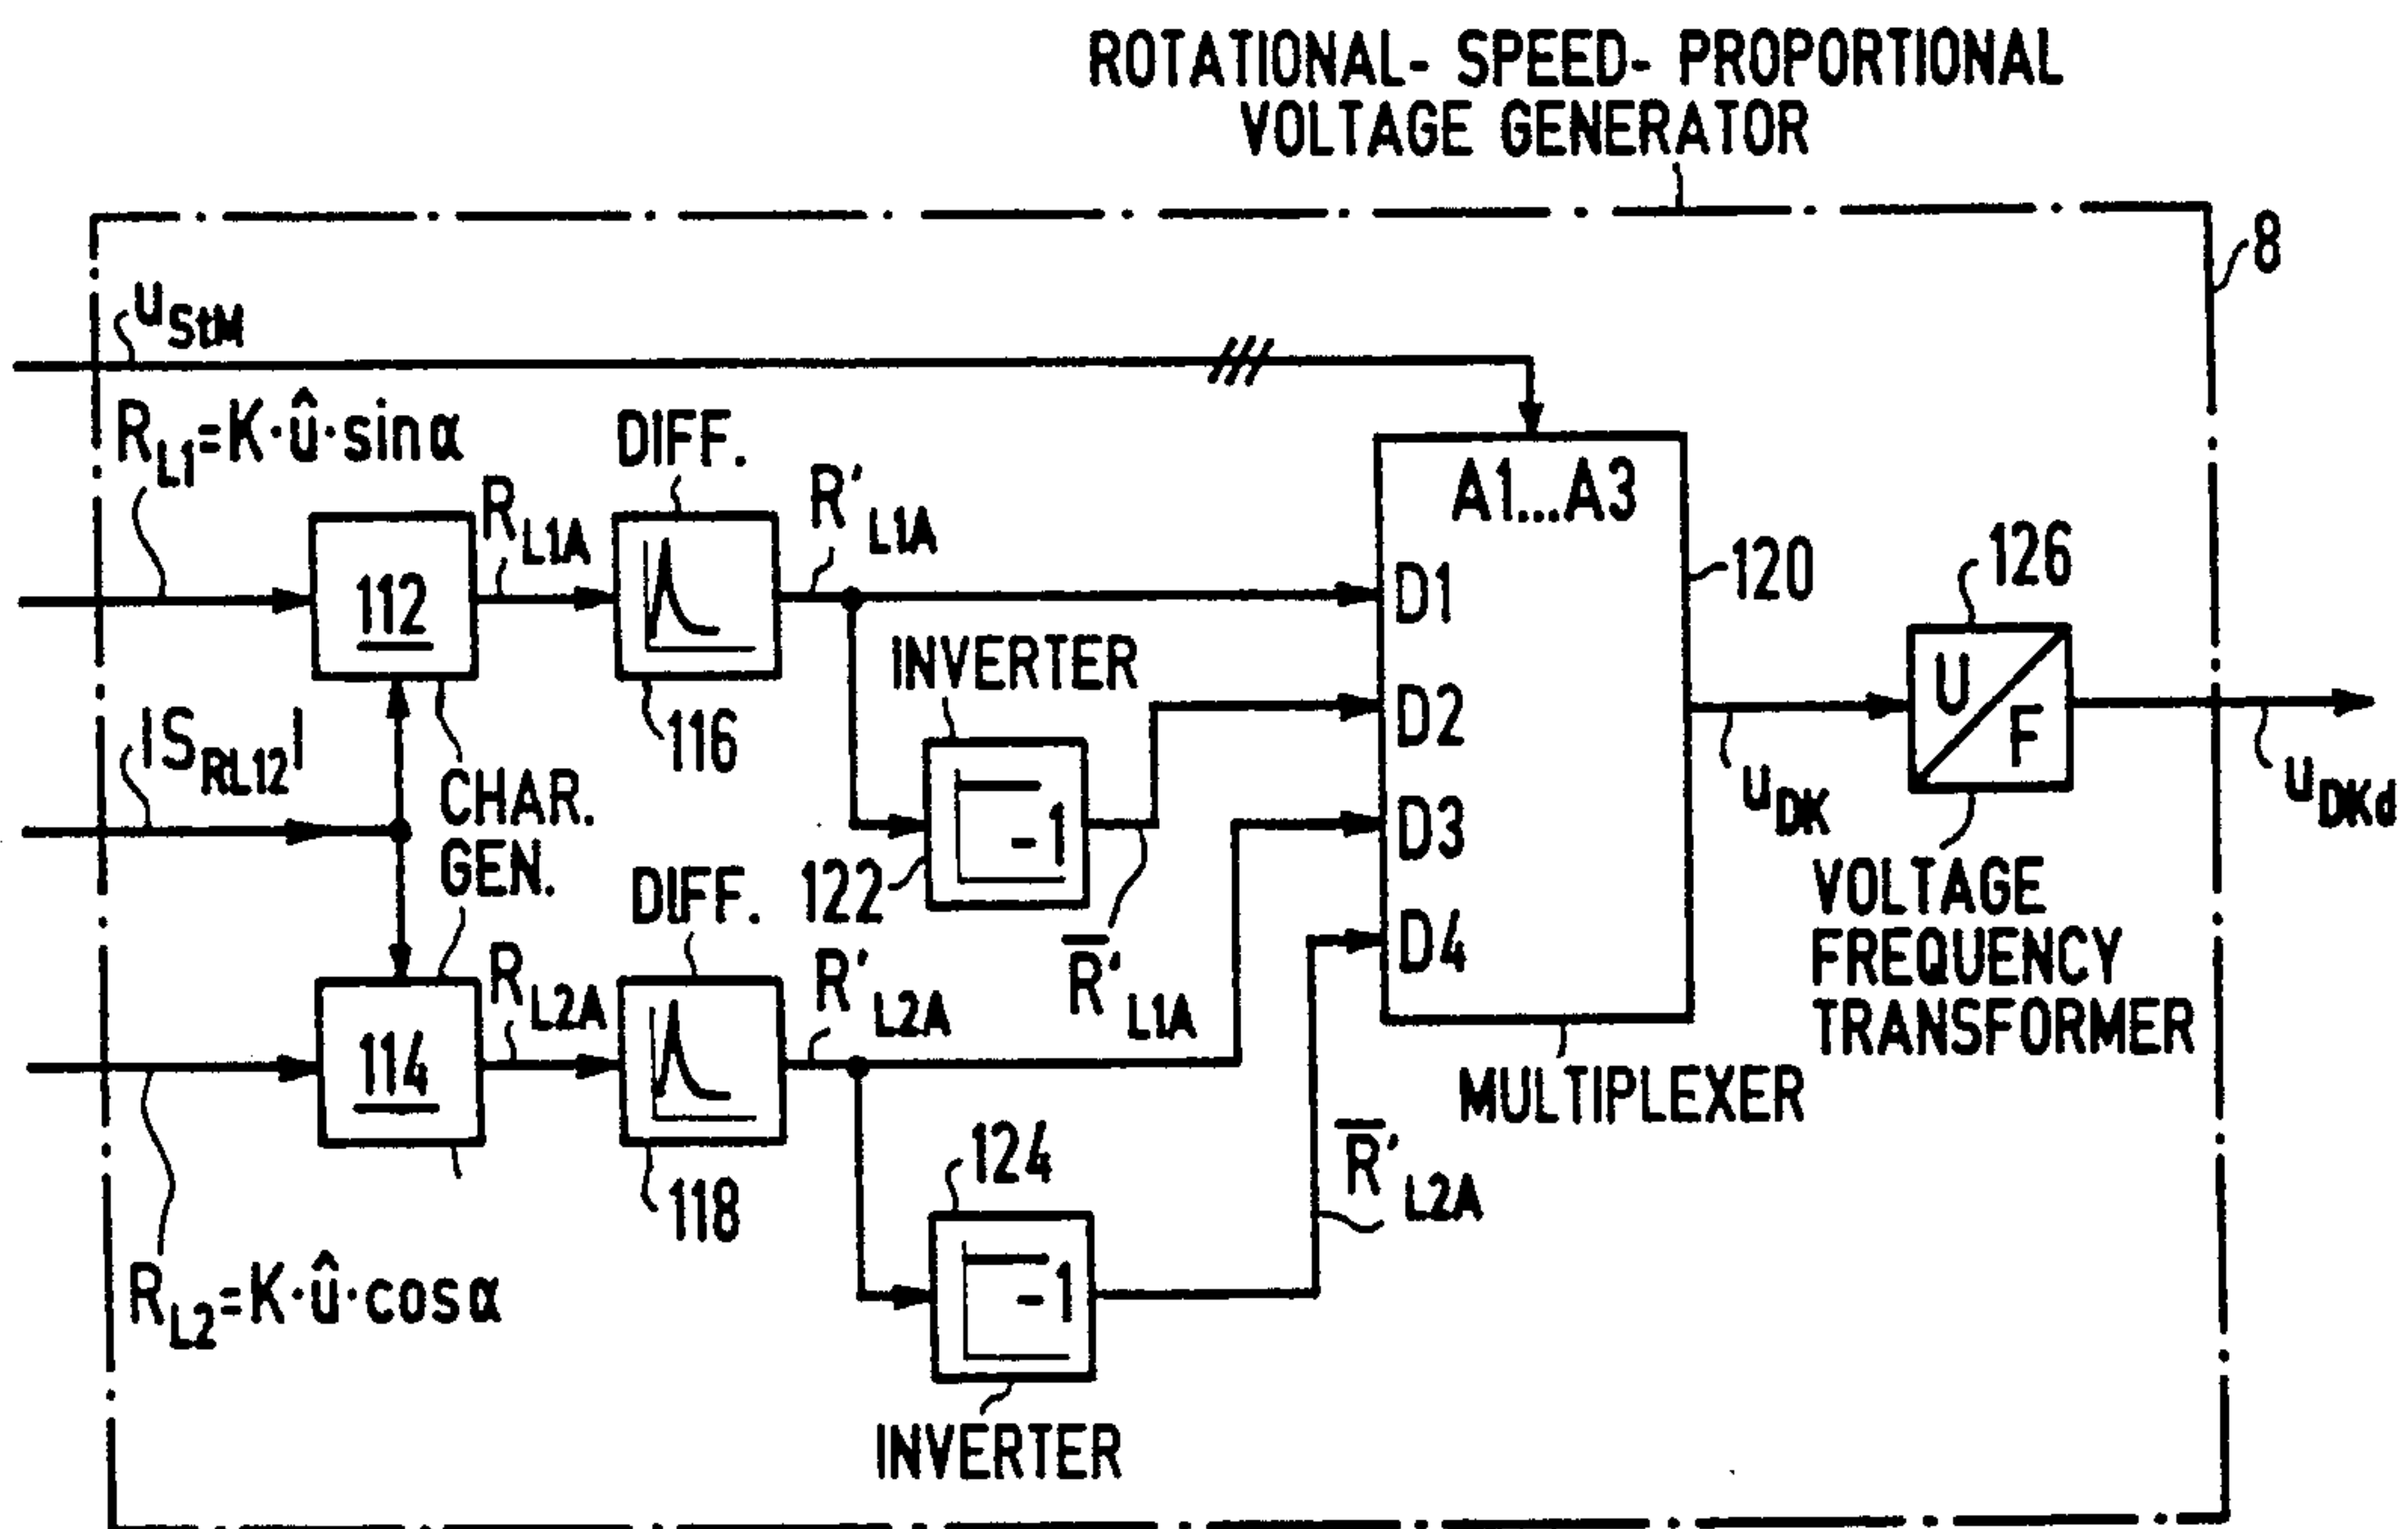 ROTATIONAL- SPEED- PROPORTIONAL
VOLTAGE GENERATOR
8
uStM
RL1=K·û·sinα
DIFF.
RL1A
R'L1A
A1...A3
112
D1
120
126
INVERTER
116
D2
U
F
|SRL12|
CHAR.
GEN.
-1
D3
uDK
uDKd
122
DIFF.
D4
VOLTAGE
FREQUENCY
TRANSFORMER
RL2A
R'L2A
R̅'L1A
114
MULTIPLEXER
124
R̅'L2A
118
RL2=K·û·cosα
-1
INVERTER